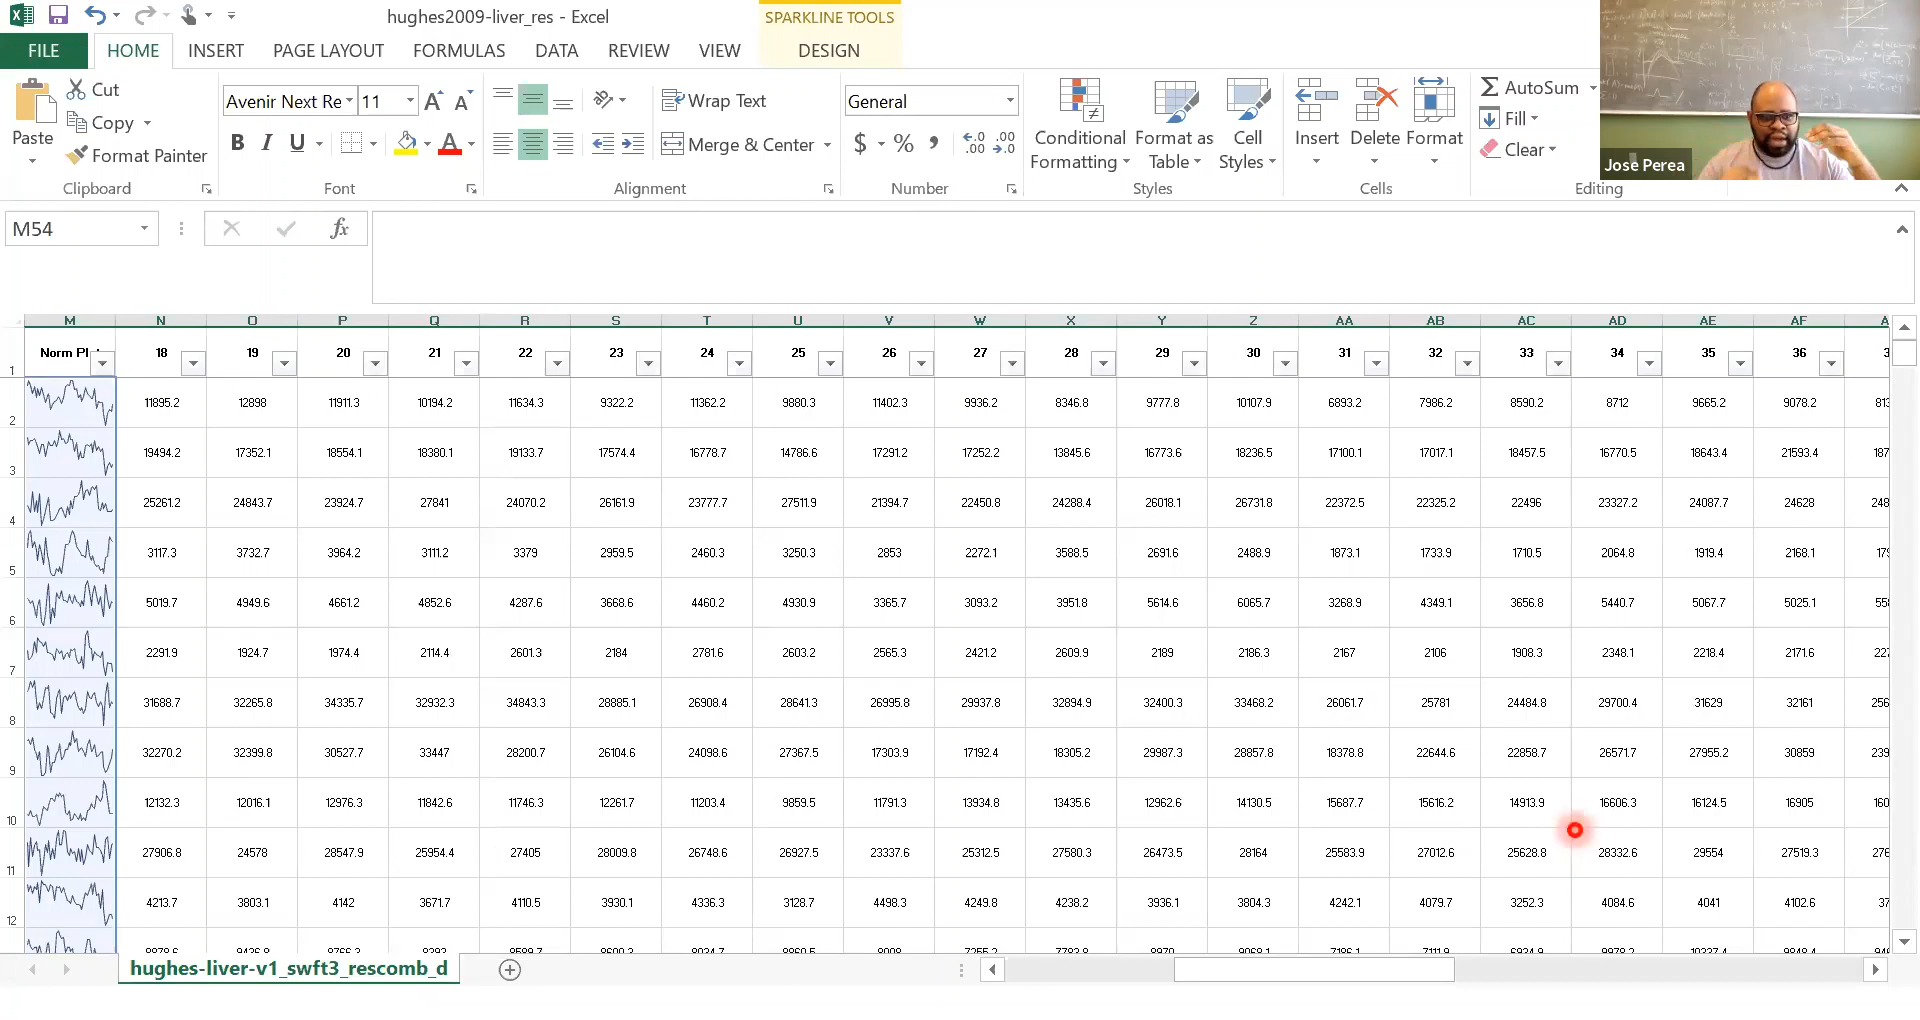 hughes2009-liver_res - Excel
SPARKLINE TOOLS
FILE HOME INSERT PAGE LAYOUT FORMULAS DATA REVIEW VIEW DESIGN
Paste
Cut
Copy
Format Painter
Clipboard
Avenir Next Re 11
B I U A
Font
Wrap Text
Merge & Center
Alignment
General
$ % ,
Number
Conditional Formatting
Format as Table
Cell Styles
Styles
Insert Delete Format
Cells
AutoSum
Fill
Clear
Editing
Jose Perea
M54 fx
M N O P Q R S T U V W X Y Z AA AB AC AD AE AF
1 Norm Pl 18 19 20 21 22 23 24 25 26 27 28 29 30 31 32 33 34 35 36
2 11895.2 12898 11911.3 10194.2 11634.3 9322.2 11362.2 9880.3 11402.3 9936.2 8346.8 9777.8 10107.9 6893.2 7986.2 8590.2 8712 9665.2 9078.2
3 19494.2 17352.1 18554.1 18380.1 19133.7 17574.4 16778.7 14786.6 17291.2 17252.2 13845.6 16773.6 18236.5 17100.1 17017.1 18457.5 16770.5 18643.4 21593.4
4 25261.2 24843.7 23924.7 27841 24070.2 26161.9 23777.7 27511.9 21394.7 22450.8 24288.4 26018.1 26731.8 22372.5 22325.2 22496 23327.2 24087.7 24628
5 3117.3 3732.7 3964.2 3111.2 3379 2959.5 2460.3 3250.3 2853 2272.1 3588.5 2691.6 2488.9 1873.1 1733.9 1710.5 2064.8 1919.4 2168.1
6 5019.7 4949.6 4661.2 4852.6 4287.6 3668.6 4460.2 4930.9 3365.7 3093.2 3951.8 5614.6 6065.7 3268.9 4349.1 3656.8 5440.7 5067.7 5025.1
7 2291.9 1924.7 1974.4 2114.4 2601.3 2184 2781.6 2603.2 2565.3 2421.2 2609.9 2189 2186.3 2167 2106 1908.3 2348.1 2218.4 2171.6
8 31688.7 32265.8 34335.7 32932.3 34843.3 28885.1 26908.4 28641.3 26995.8 29937.8 32894.9 32400.3 33468.2 26061.7 25781 24484.8 29700.4 31629 32161
9 32270.2 32399.8 30527.7 33447 28200.7 26104.6 24098.6 27367.5 17303.9 17192.4 18305.2 29987.3 28857.8 18378.8 22644.6 22858.7 26571.7 27955.2 30859
10 12132.3 12016.1 12976.3 11842.6 11746.3 12261.7 11203.4 9859.5 11791.3 13934.8 13435.6 12962.6 14130.5 15687.7 15616.2 14913.9 16606.3 16124.5 16905
11 27906.8 24578 28547.9 25954.4 27405 28009.8 26748.6 26927.5 23337.6 25312.5 27580.3 26473.5 28164 25583.9 27012.6 25628.8 28332.6 29554 27519.3
12 4213.7 3803.1 4142 3671.7 4110.5 3930.1 4336.3 3128.7 4498.3 4249.8 4238.2 3936.1 3804.3 4242.1 4079.7 3252.3 4084.6 4041 4102.6
hughes-liver-v1_swft3_rescomb_d